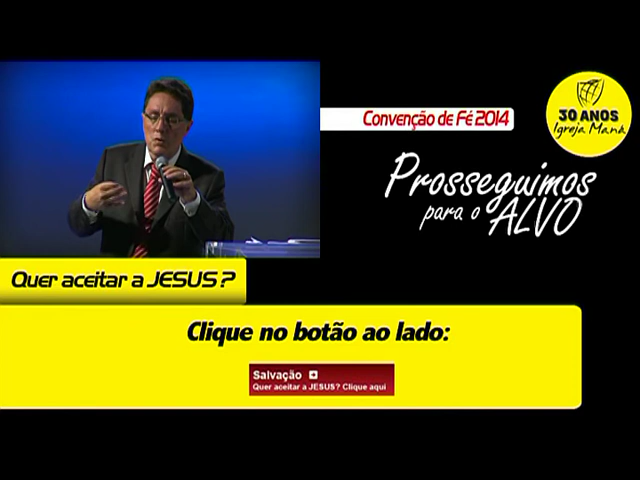 Convenção de Fé 2014
30 ANOS
Igreja Maná
Prosseguimos
para o ALVO
Quer aceitar a JESUS?
Clique no botão ao lado:
Salvação
Quer aceitar a JESUS? Clique aqui